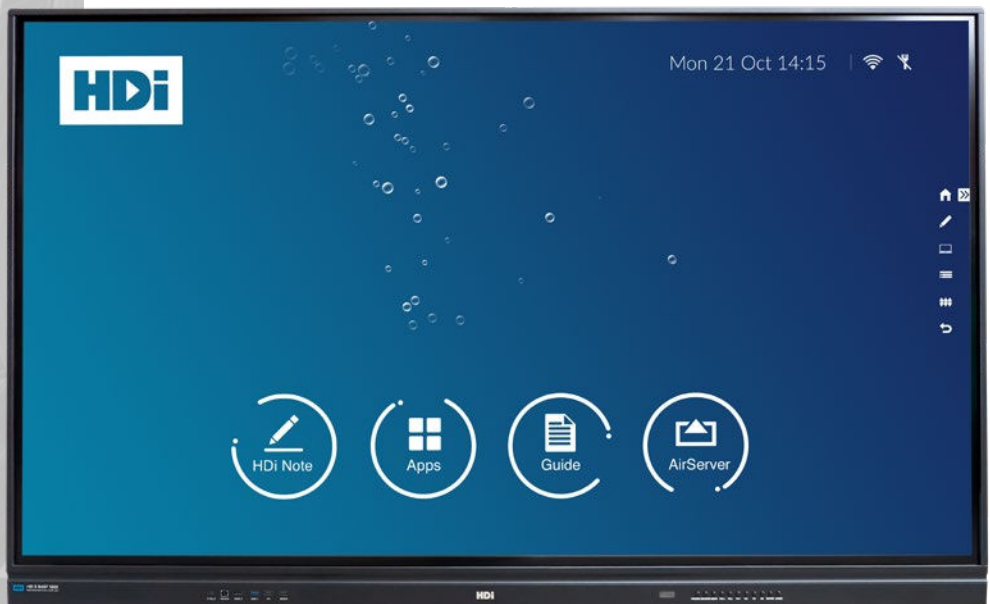 HDi
Mon 21 Oct 14:15
HDi Note
Apps
Guide
AirServer
HDi